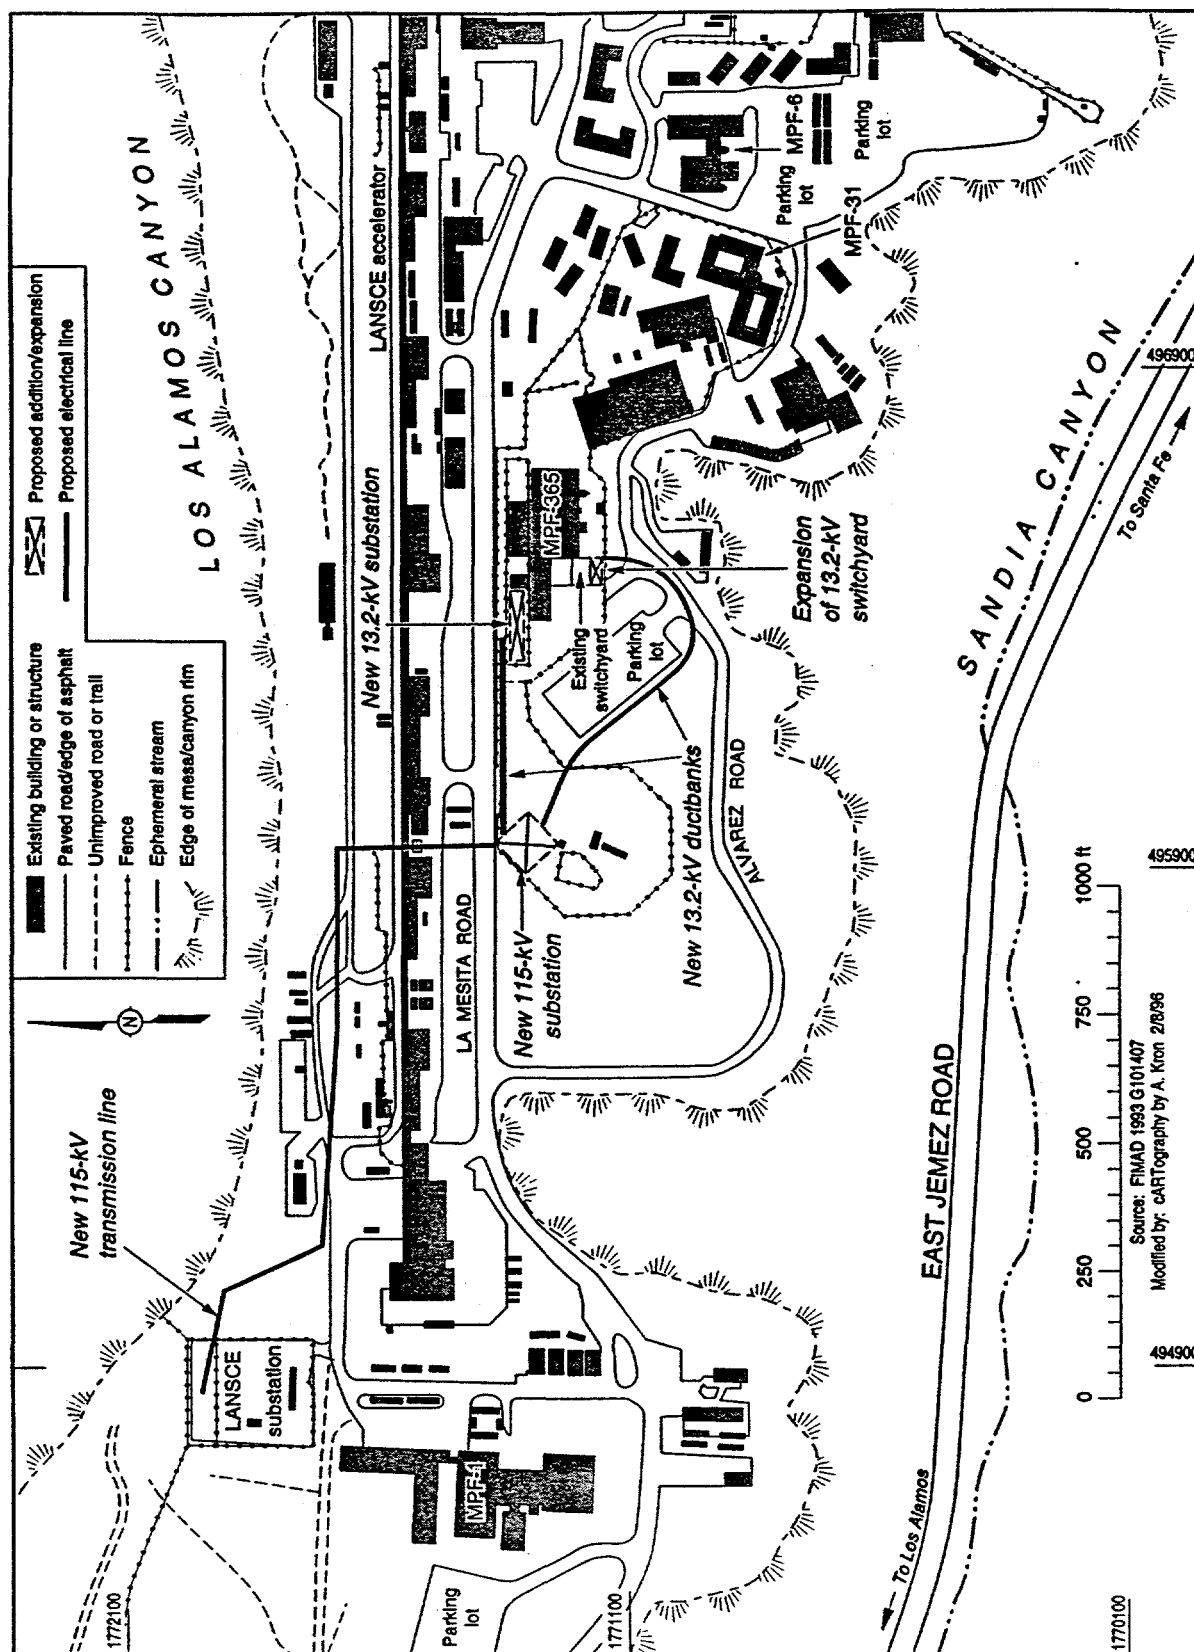 Existing building or structure
Paved road/edge of asphalt
Unimproved road or trail
Fence
Ephemeral stream
Edge of mesa/canyon rim
Proposed addition/expansion
Proposed electrical line
N
LOS ALAMOS CANYON
New 115-kV
transmission line
LANSCE
substation
New 13.2-kV substation
LANSCE accelerator
LA MESITA ROAD
MPF-1
Parking
lot
New 115-kV
substation
New 13.2-kV ductbanks
Existing
switchyard
Parking
lot
MPF-365
Expansion
of 13.2-kV
switchyard
ALVAREZ ROAD
MPF-31
Parking
lot
MPF-6
Parking
lot
SANDIA CANYON
EAST JEMEZ ROAD
To Los Alamos
To Santa Fe
1772100
1771100
1770100
494900
495900
496900
0
250
500
750
1000 ft
Source: FIMAD 1993 G101407
Modified by: cARTography by A. Kron 2/8/96